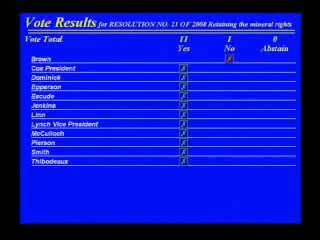 Vote Results for RESOLUTION NO. 21 OF 2008 Retaining the mineral rights
Vote Total 11 1 0
Yes No Abstain
Brown ✗
Cox President ✗
Dominick ✗
Epperson ✗
Escude ✗
Jenkins ✗
Linn ✗
Lynch Vice President ✗
McCulloch ✗
Pierson ✗
Smith ✗
Thibodeaux ✗